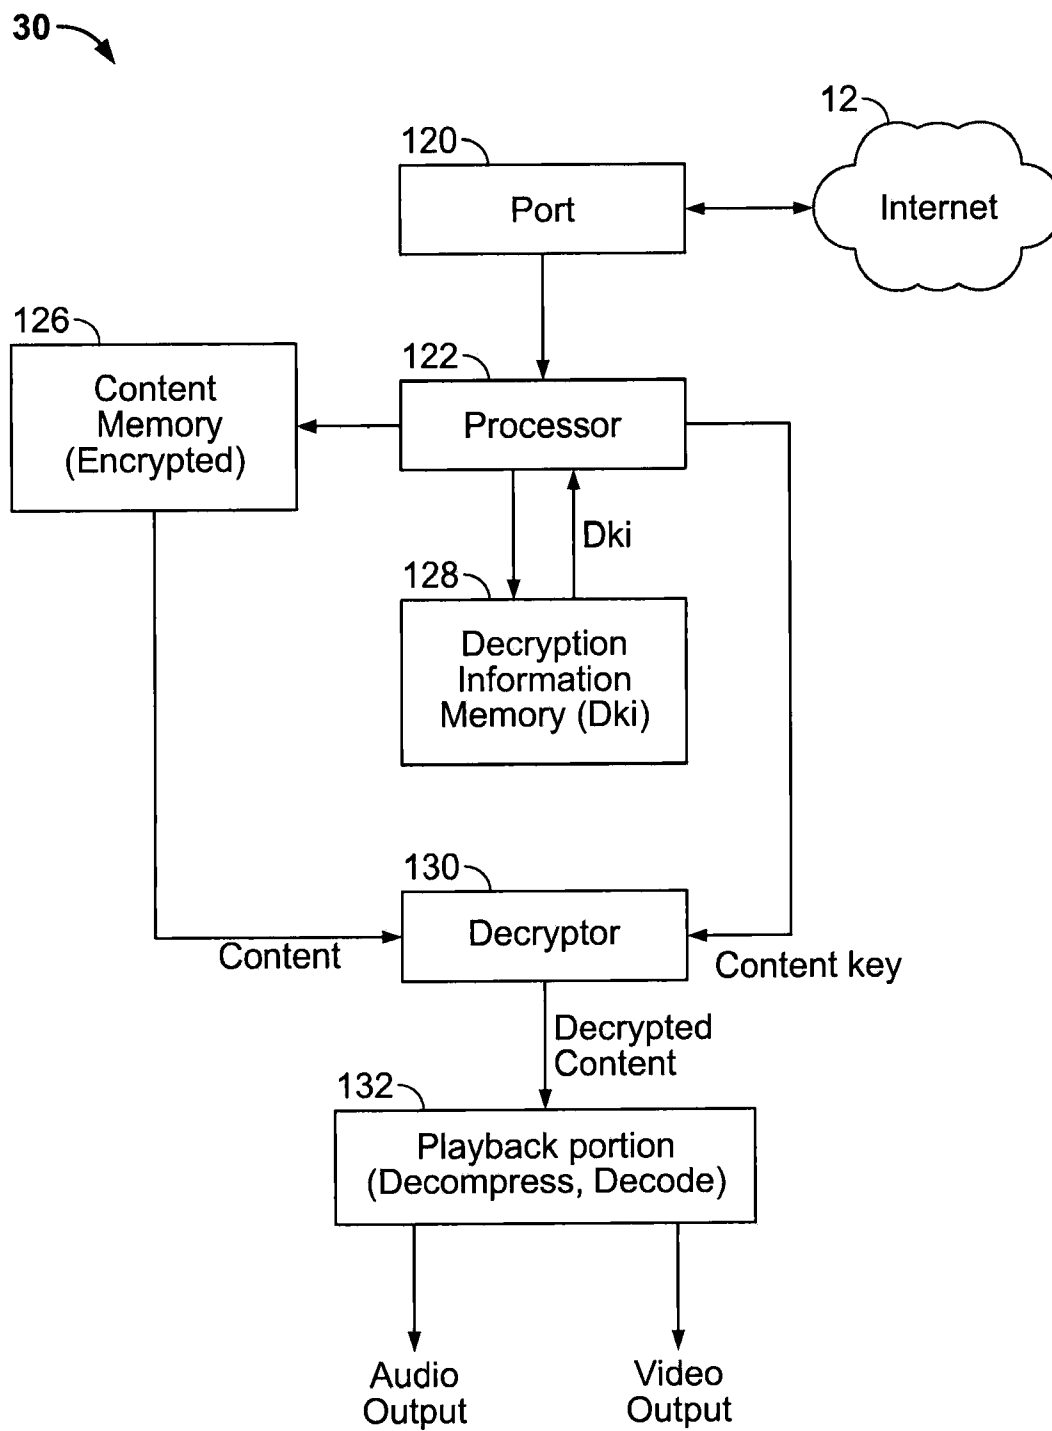 30
12
120
Port
Internet
126
122
Content
Memory
(Encrypted)
Processor
Dki
128
Decryption
Information
Memory (Dki)
130
Decryptor
Content
Content key
Decrypted
Content
132
Playback portion
(Decompress, Decode)
Audio
Output
Video
Output